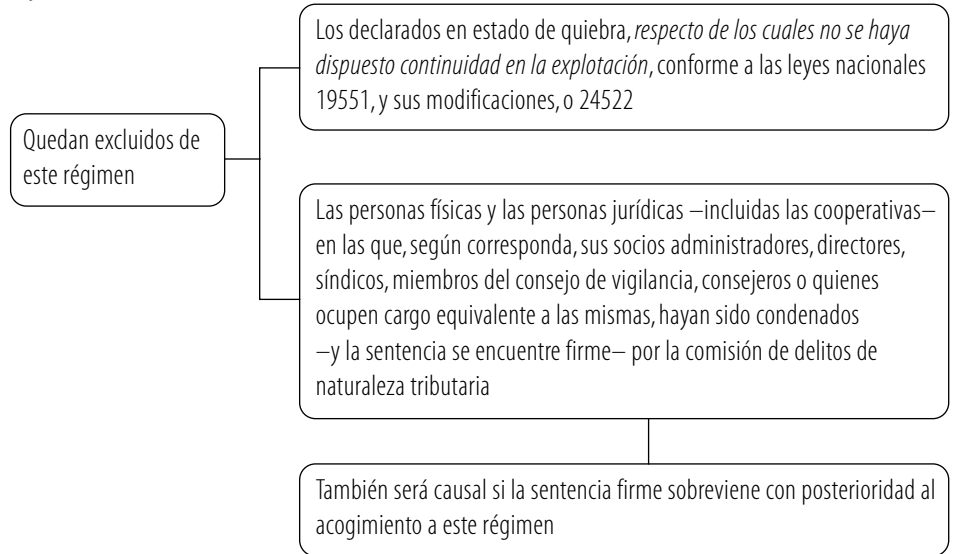 Los declarados en estado de quiebra, respecto de los cuales no se haya
dispuesto continuidad en la explotación, conforme a las leyes nacionales
19551, y sus modificaciones, o 24522
Quedan excluidos de
este régimen
Las personas físicas y las personas jurídicas –incluidas las cooperativas–
en las que, según corresponda, sus socios administradores, directores,
síndicos, miembros del consejo de vigilancia, consejeros o quienes
ocupen cargo equivalente a las mismas, hayan sido condenados
–y la sentencia se encuentre firme– por la comisión de delitos de
naturaleza tributaria
También será causal si la sentencia firme sobreviene con posterioridad al
acogimiento a este régimen